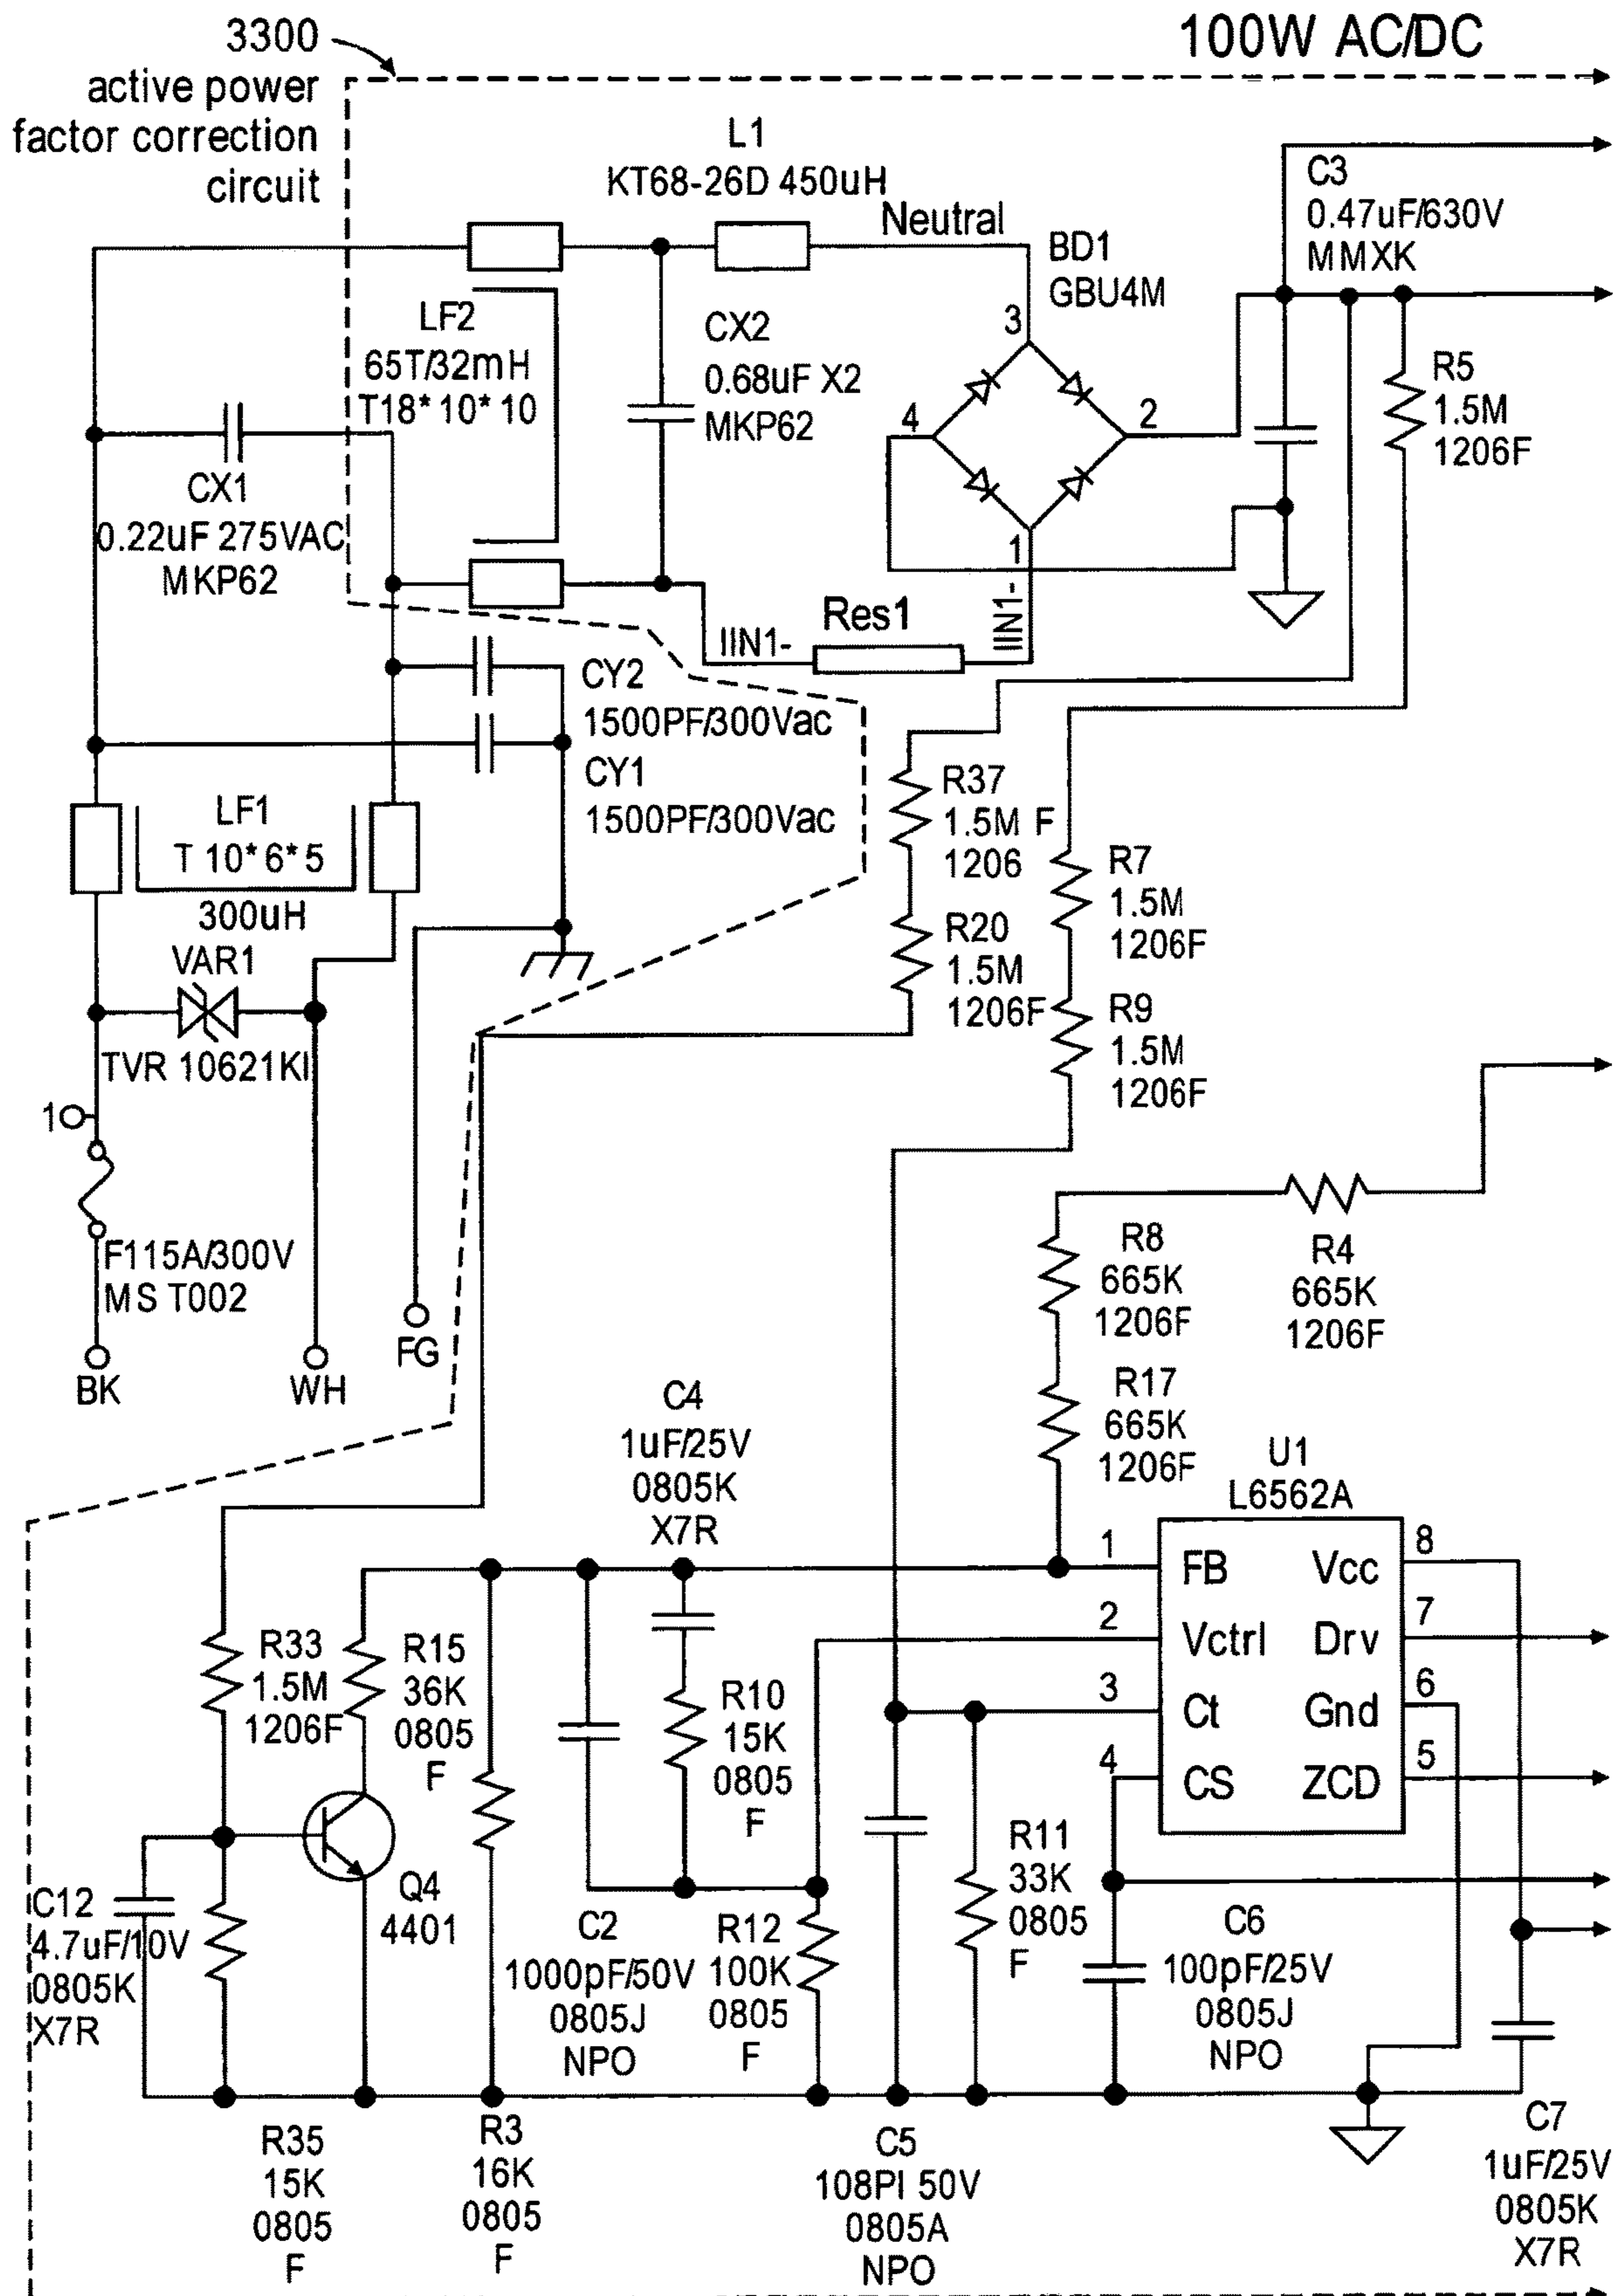 3300
active power
factor correction
circuit
100W AC/DC
L1
KT68-26D 450uH
Neutral
C3
0.47uF/630V
MMXK
BD1
GBU4M
LF2
65T/32mH
T18*10*10
CX2
0.68uF X2
MKP62
3
4
2
1
R5
1.5M
1206F
CX1
0.22uF 275VAC
MKP62
Res1
IIN1-
IIN1-
CY2
1500PF/300Vac
CY1
1500PF/300Vac
LF1
T 10*6*5
300uH
VAR1
TVR 10621KI
R37
1.5M F
1206
R7
1.5M
1206F
R20
1.5M
1206F
R9
1.5M
1206F
1
F115A/300V
MS T002
BK
WH
FG
R8
665K
1206F
R4
665K
1206F
R17
665K
1206F
C4
1uF/25V
0805K
X7R
U1
L6562A
1
FB
Vcc
8
2
Vctrl
Drv
7
3
Ct
Gnd
6
4
CS
ZCD
5
R33
1.5M
1206F
R15
36K
0805
F
R10
15K
0805
F
R11
33K
0805
F
C12
4.7uF/10V
0805K
X7R
Q4
4401
C2
1000pF/50V
0805J
NPO
R12
100K
0805
F
C6
100pF/25V
0805J
NPO
R35
15K
0805
F
R3
16K
0805
F
C5
108PI 50V
0805A
NPO
C7
1uF/25V
0805K
X7R